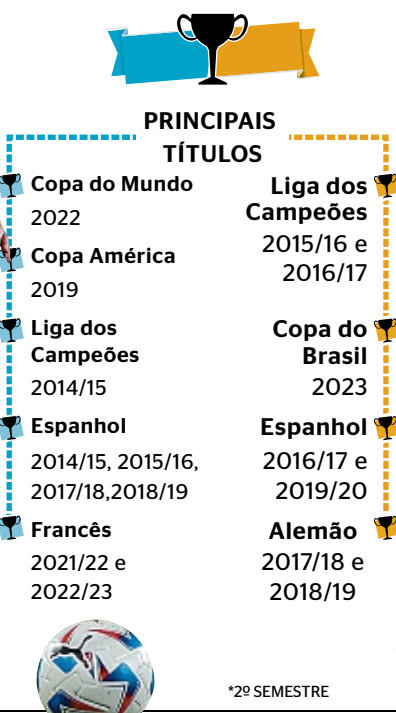 PRINCIPAIS
TÍTULOS
Copa do Mundo
2022
Copa América
2019
Liga dos
Campeões
2014/15
Espanhol
2014/15, 2015/16,
2017/18,2018/19
Francês
2021/22 e
2022/23
Liga dos
Campeões
2015/16 e
2016/17
Copa do
Brasil
2023
Espanhol
2016/17 e
2019/20
Alemão
2017/18 e
2018/19
*2º SEMESTRE